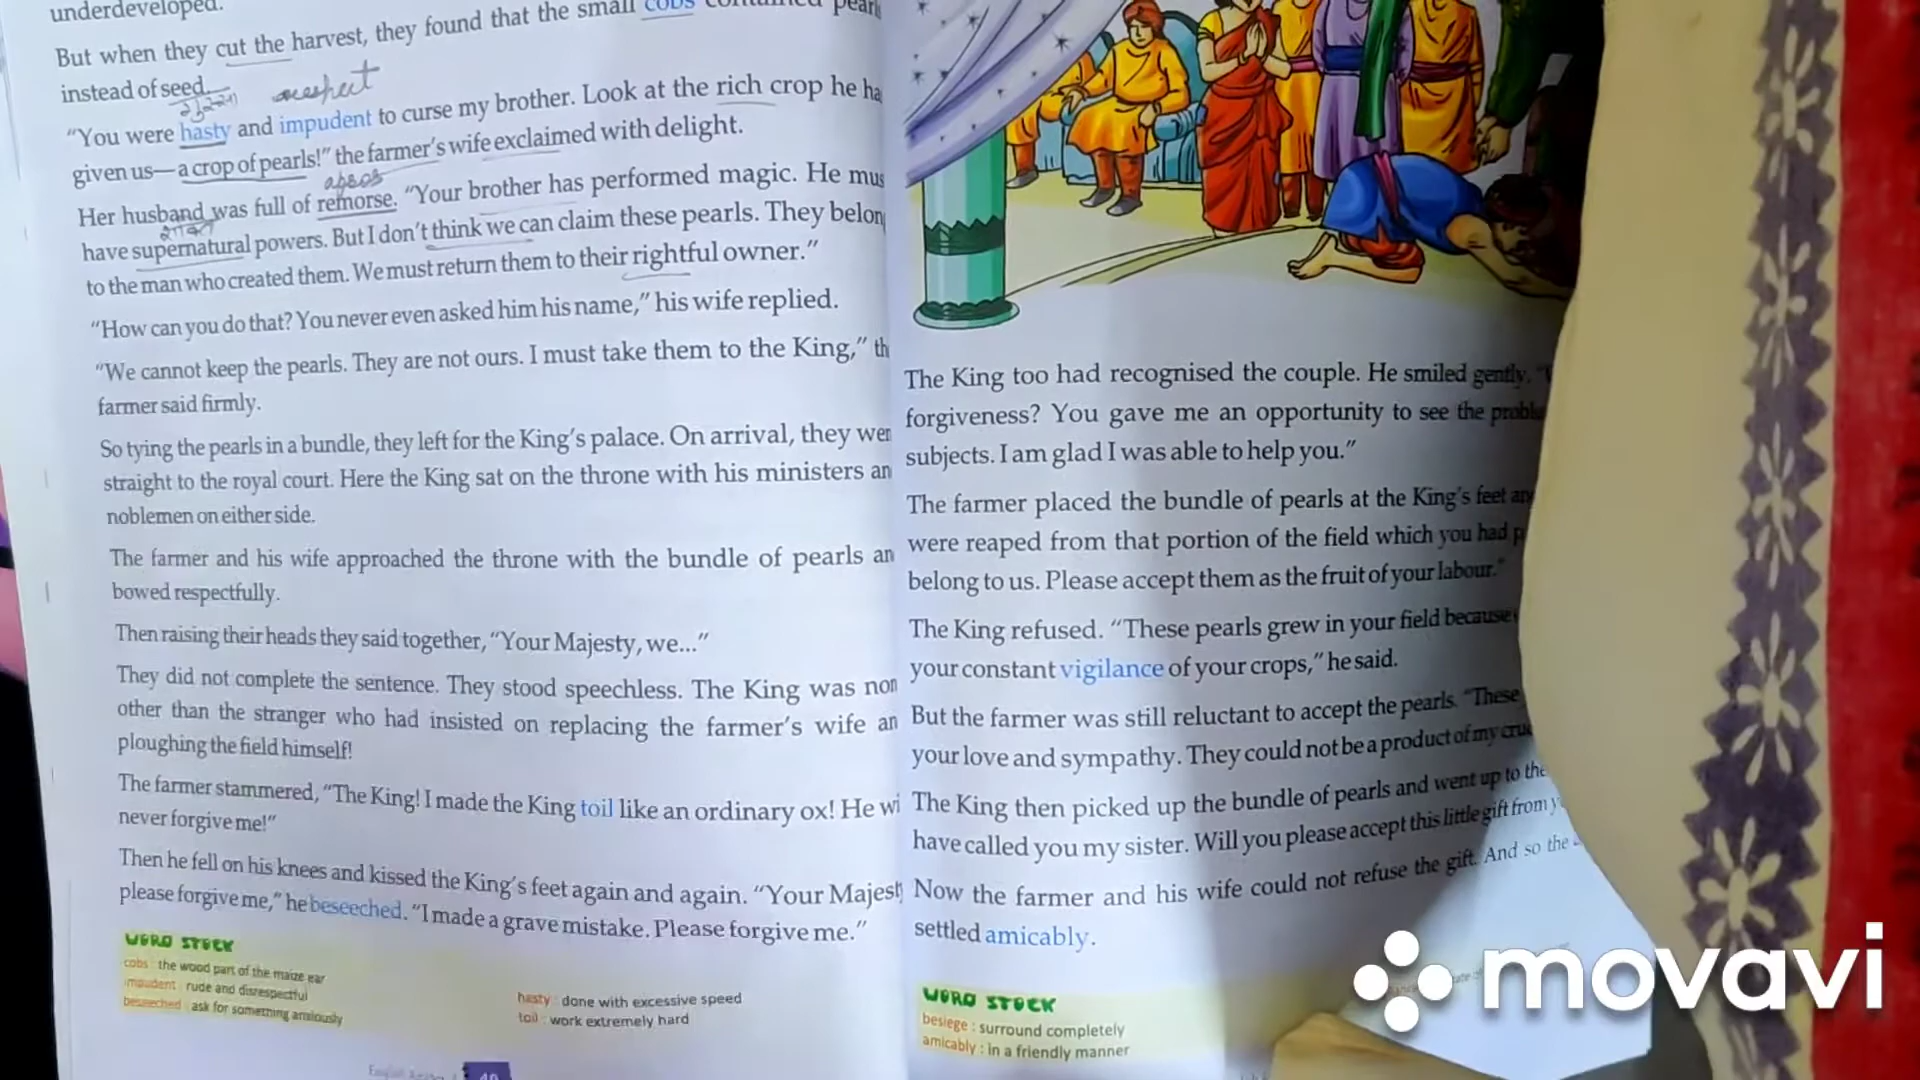 underdeveloped.
But when they cut the harvest, they found that the small cobs contained
instead of seed.
"You were hasty and impudent to curse my brother. Look at the rich crop he
given us—a crop of pearls!" the farmer's wife exclaimed with delight.
Her husband was full of remorse. "Your brother has performed magic. He
have supernatural powers. But I don't think we can claim these pearls. They
to the man who created them. We must return them to their rightful owner."
"How can you do that? You never even asked him his name," his wife replied.
"We cannot keep the pearls. They are not ours. I must take them to the King,"
farmer said firmly.
So tying the pearls in a bundle, they left for the King's palace. On arrival, they
straight to the royal court. Here the King sat on the throne with his ministers
noblemen on either side.
The farmer and his wife approached the throne with the bundle of pearls
bowed respectfully.
Then raising their heads they said together, "Your Majesty, we..."
They did not complete the sentence. They stood speechless. The King was
other than the stranger who had insisted on replacing the farmer's wife
ploughing the field himself!
The farmer stammered, "The King! I made the King toil like an ordinary ox! He
never forgive me!"
Then he fell on his knees and kissed the King's feet again and again. "Your
please forgive me," he beseeched. "I made a grave mistake. Please forgive me."
WORD STOCK
cobs : the wood part of the maize ear
impudent : rude and disrespectful
beseeched : ask for something anxiously
hasty : done with excessive speed
toil : work extremely hard
The King too had recognised the couple. He smiled gently,
forgiveness? You gave me an opportunity to see the
subjects. I am glad I was able to help you."
The farmer placed the bundle of pearls at the King's feet
were reaped from that portion of the field which you had
belong to us. Please accept them as the fruit of your labour."
The King refused. "These pearls grew in your field because
your constant vigilance of your crops," he said.
But the farmer was still reluctant to accept the pearls. "These
your love and sympathy. They could not be a product of my
The King then picked up the bundle of pearls and went up to the
have called you my sister. Will you please accept this little gift from
Now the farmer and his wife could not refuse the gift. And so the
settled amicably.
WORD STOCK
besiege : surround completely
amicably : in a friendly manner
movavi